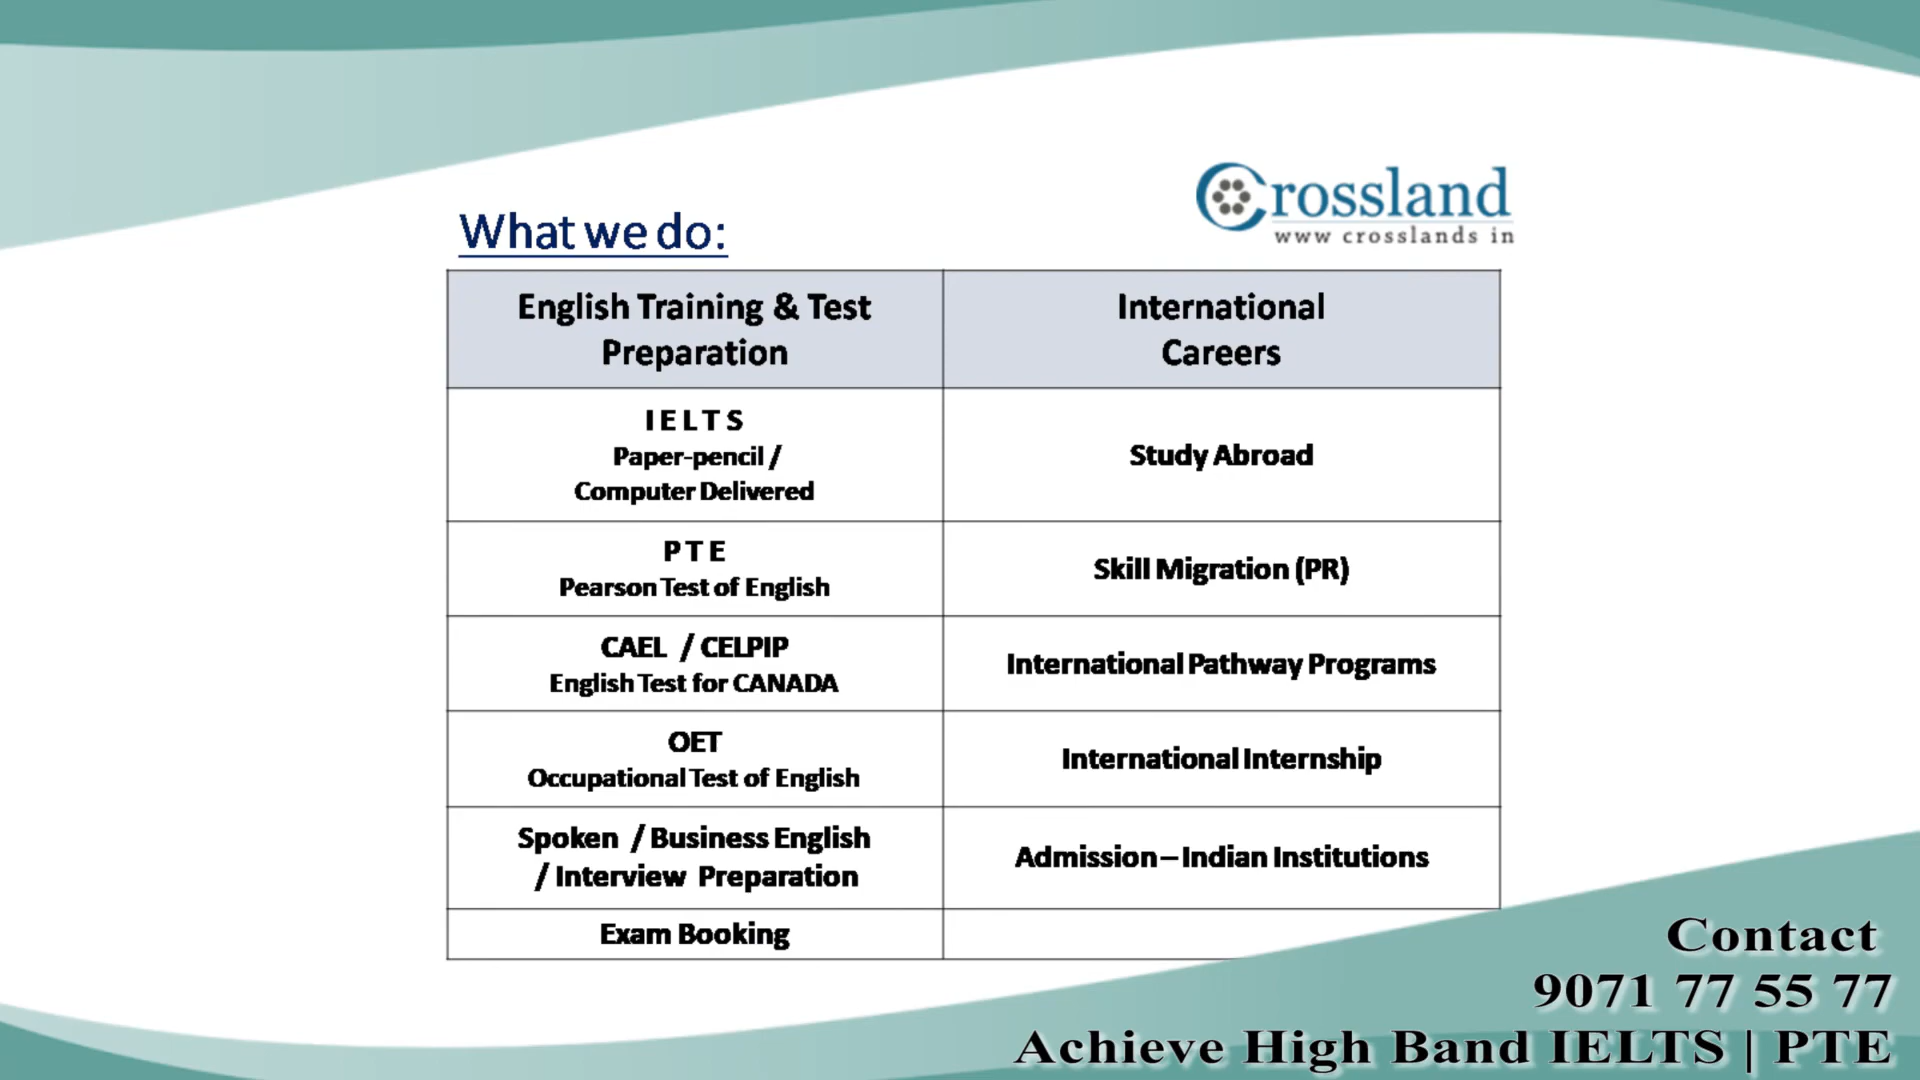 Crossland
www crosslands in
What we do:
English Training & Test
Preparation
International
Careers
I E L T S
Paper-pencil /
Computer Delivered
Study Abroad
P T E
Pearson Test of English
Skill Migration (PR)
CAEL / CELPIP
English Test for CANADA
International Pathway Programs
OET
Occupational Test of English
International Internship
Spoken / Business English
/ Interview Preparation
Admission – Indian Institutions
Exam Booking
Contact
9071 77 55 77
Achieve High Band IELTS | PTE